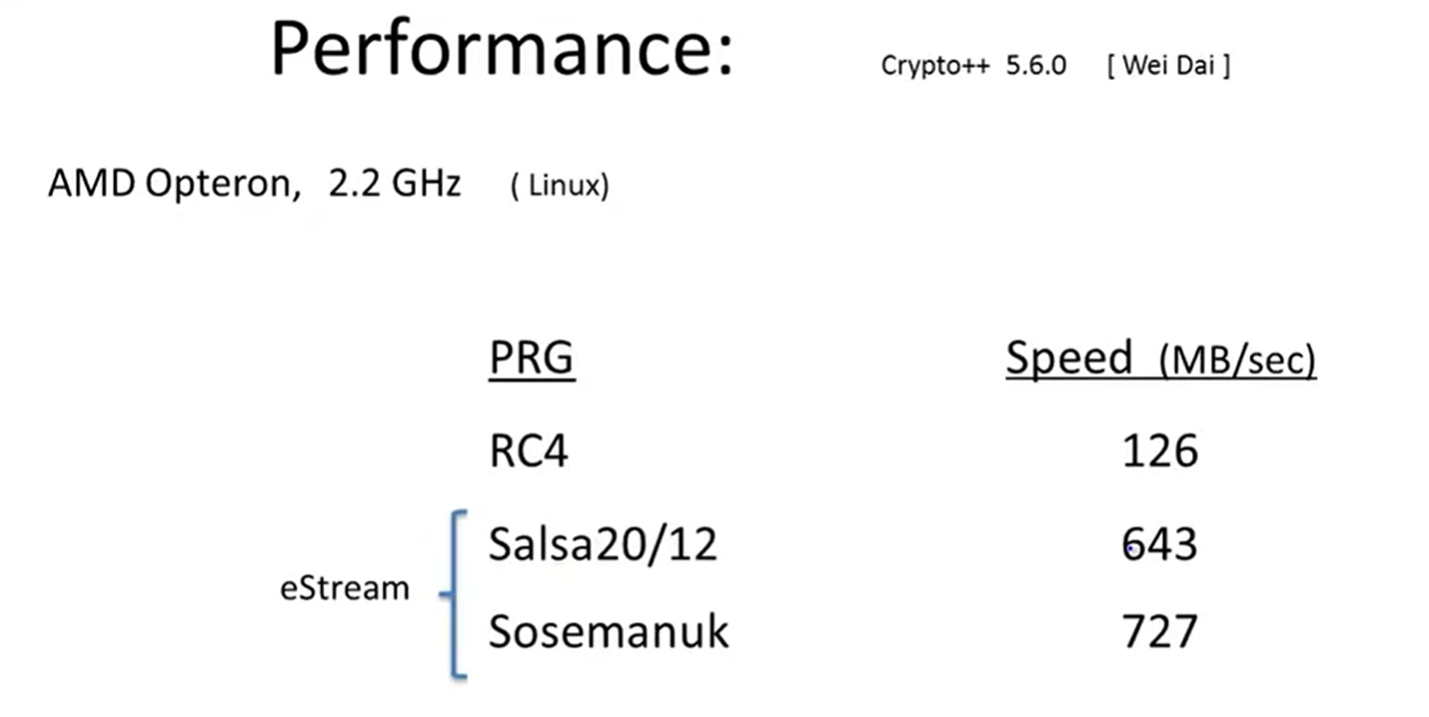 Performance: Crypto++ 5.6.0 [ Wei Dai ]
AMD Opteron, 2.2 GHz ( Linux)
PRG Speed (MB/sec)
RC4 126
eStream
Salsa20/12 643
Sosemanuk 727